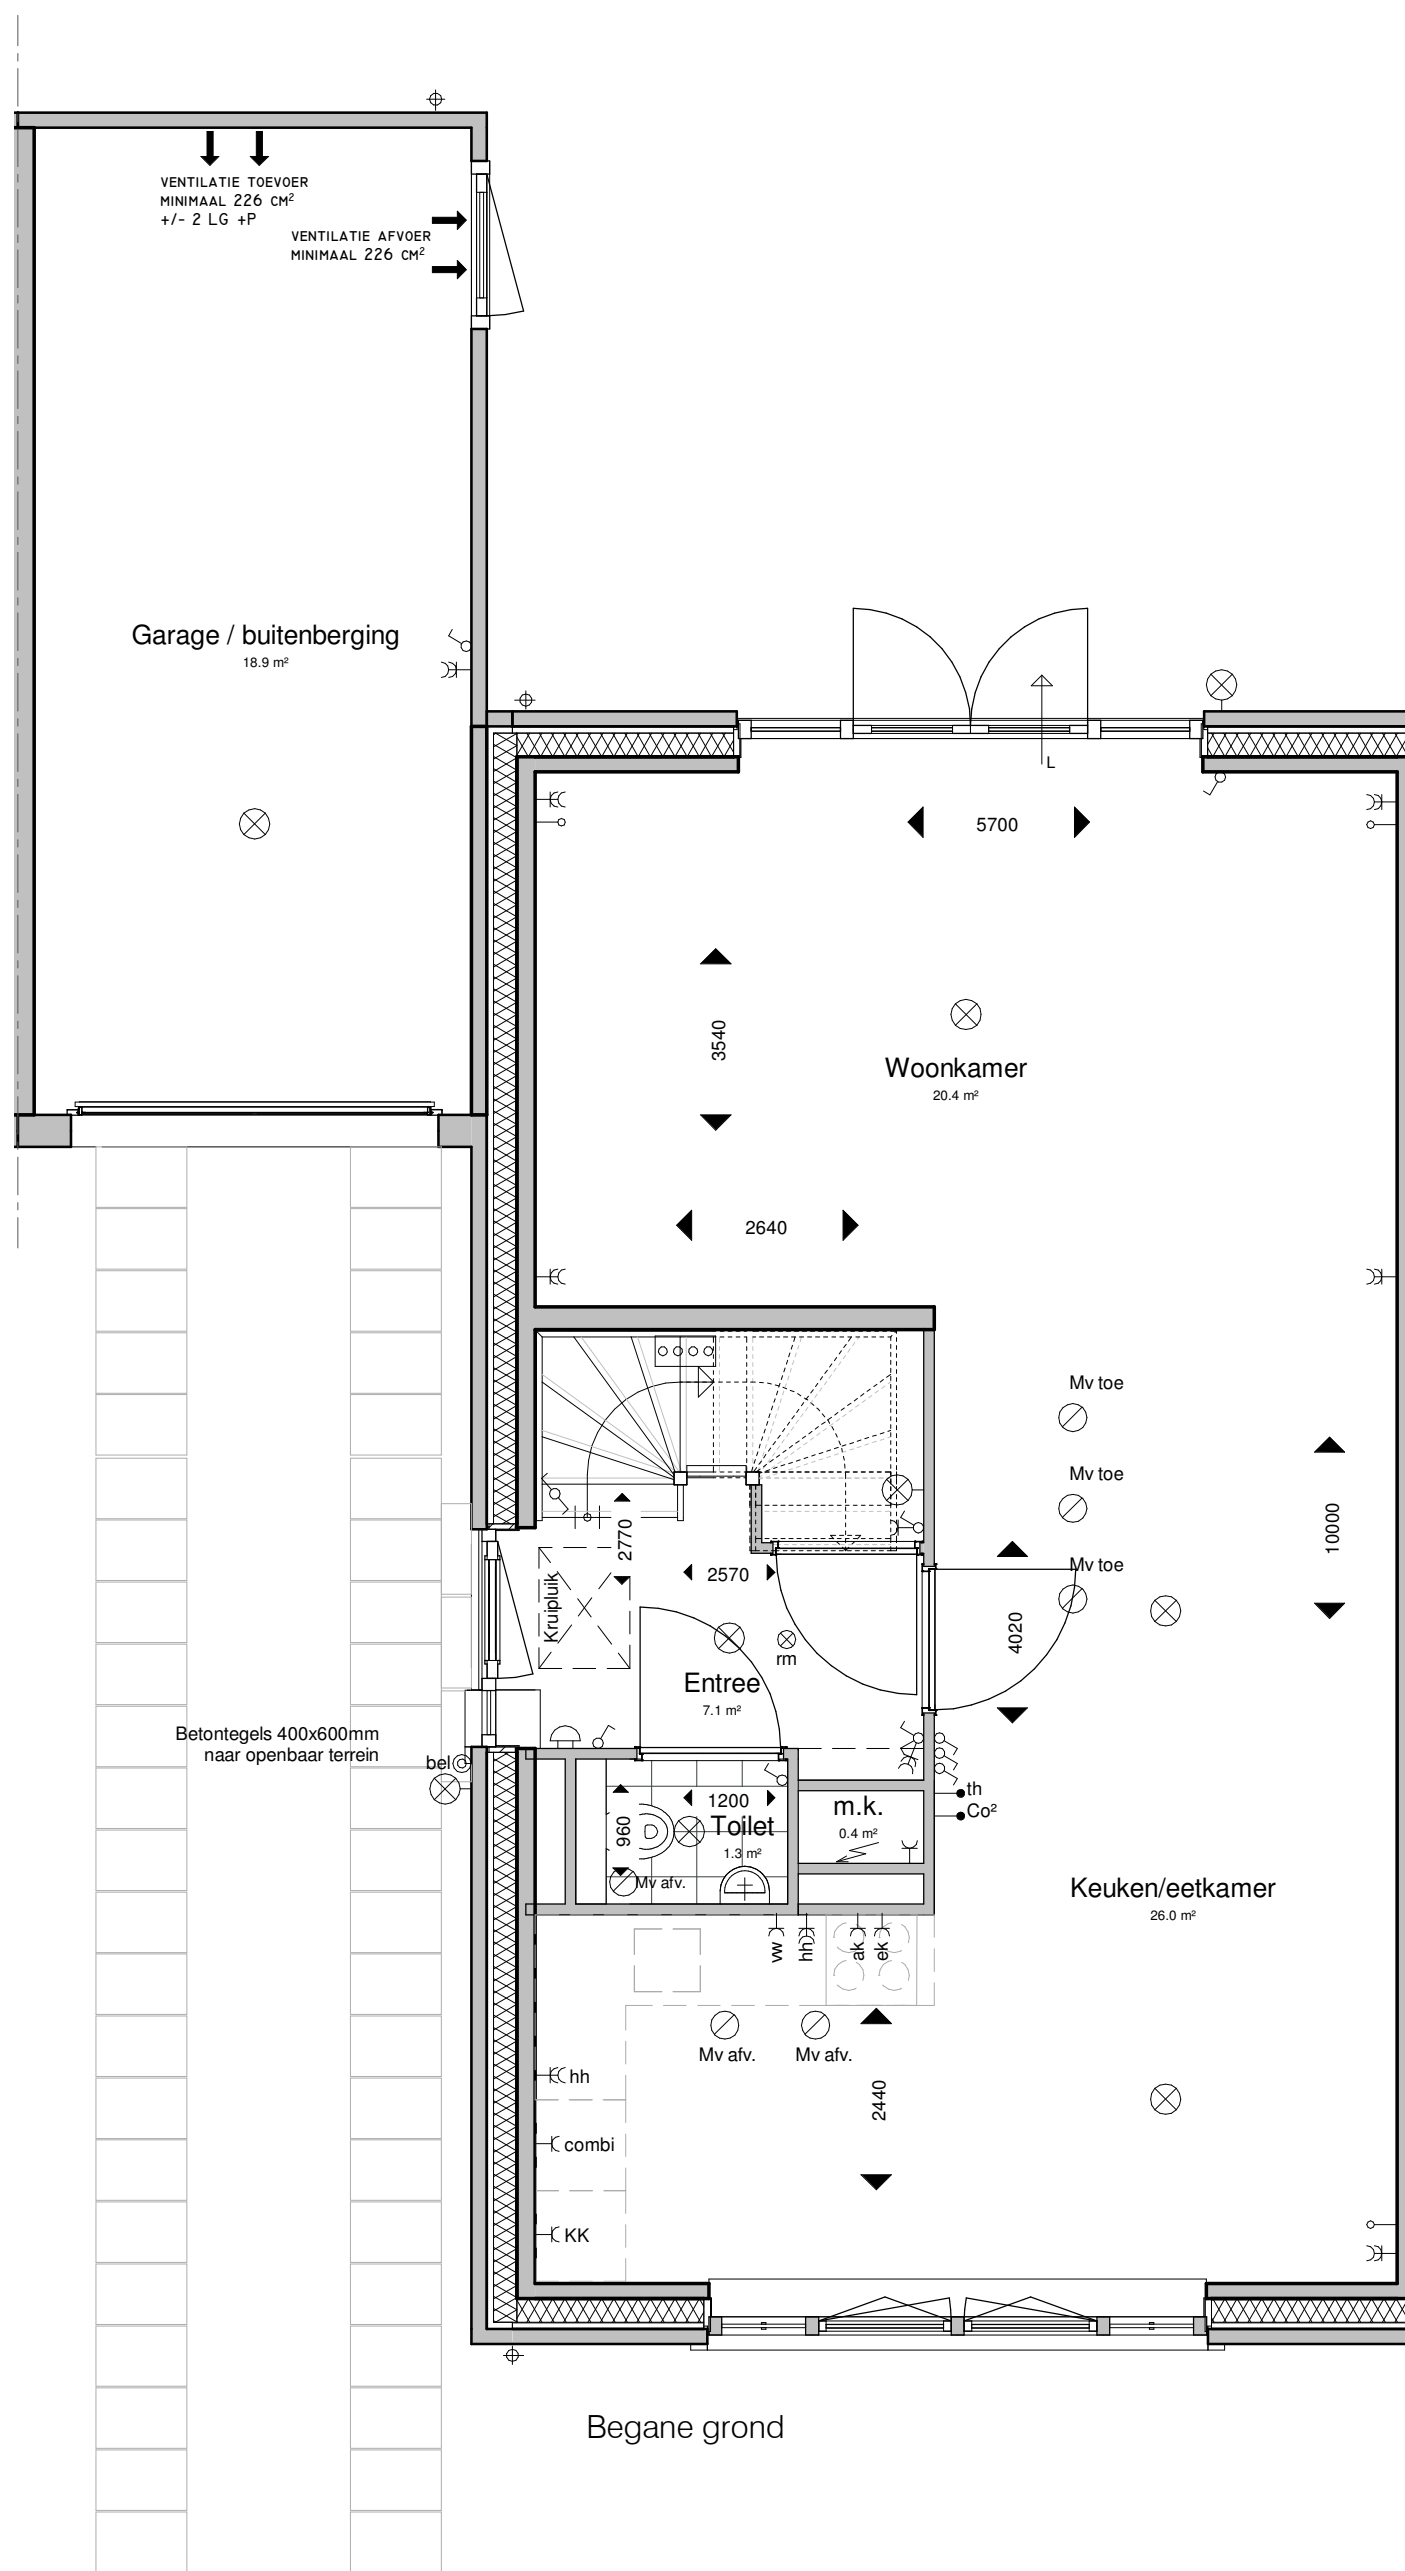 VENTILATIE TOEVOER
MINIMAAL 226 CM²
+/- 2 LG +P
VENTILATIE AFVOER
MINIMAAL 226 CM²
Garage / buitenberging
18.9 m²
L
5700
3540
Woonkamer
20.4 m²
2640
Mv toe
Mv toe
Mv toe
10000
2770
2570
Kruipluik
4020
rm
Entree
7.1 m²
Betontegels 400x600mm
naar openbaar terrein
bel
th
Co²
1200
960
Toilet
1.3 m²
m.k.
0.4 m²
Mv afv.
Keuken/eetkamer
26.0 m²
vw
hh
ak
ek
Mv afv.
Mv afv.
hh
2440
combi
KK
Begane grond